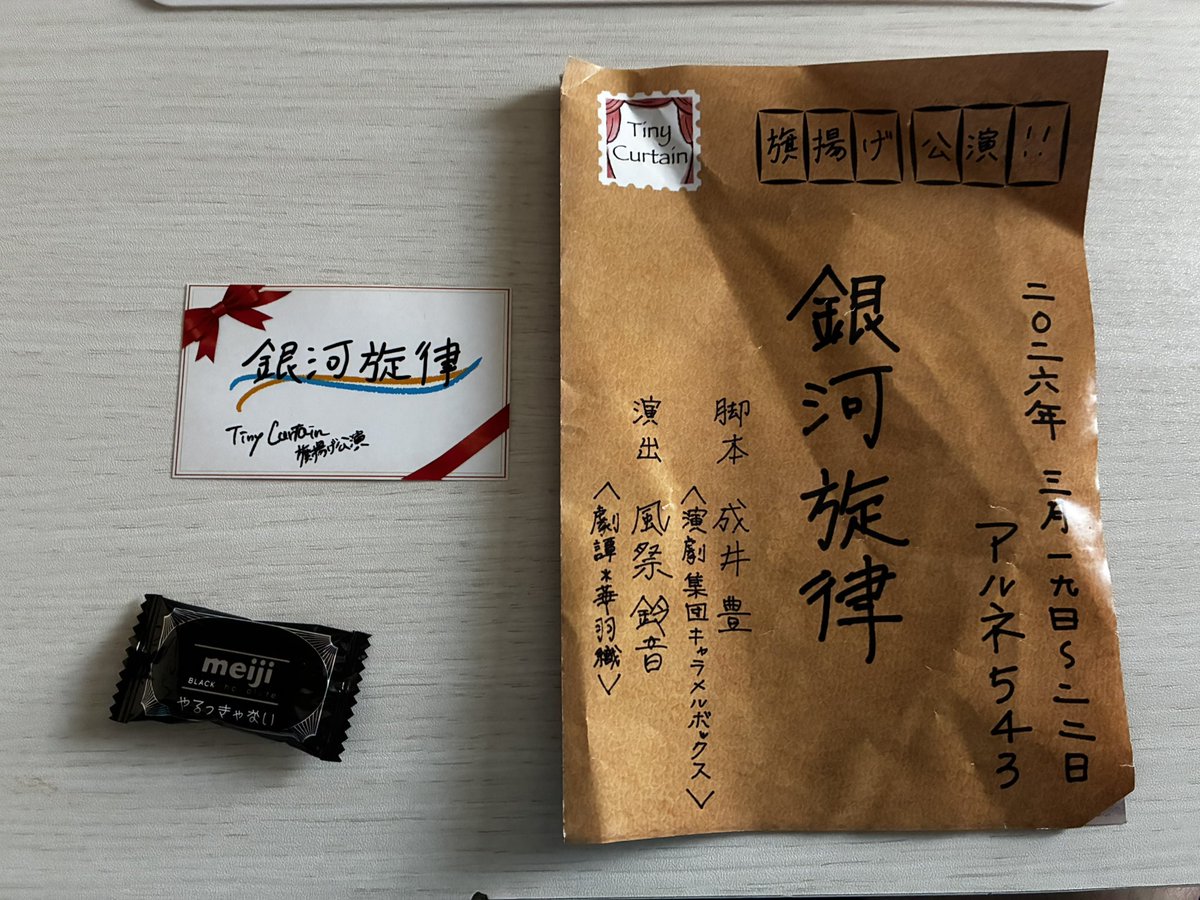 Tiny
Curtain
旗揚げ公演!!
二〇二六年 三月一九日〜二二日
アルネ543
銀河旋律
脚本 成井 豊
〈演劇集団キャラメルボックス〉
演出 風祭 鈴音
〈劇譚*華羽織〉
銀河旋律
Tiny Curtain
旗揚げ公演
meiji
BLACK chocolate
やるっきゃない